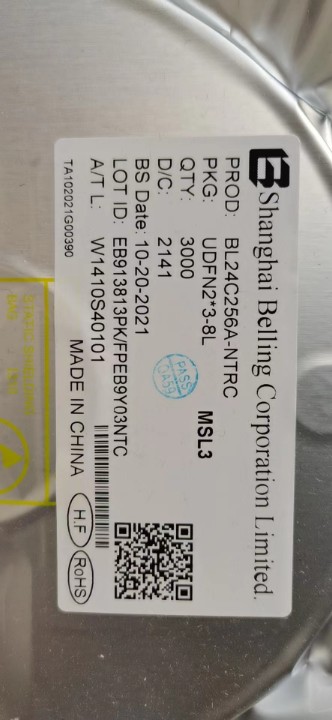 Shanghai Belling Corporation Limited.
PROD: BL24C256A-NTRC
PKG: UDFN2*3-8L
MSL3
QTY: 3000
D/C: 2141
PASS
QA59
BS Date: 10-20-2021
LOT ID: EB913813PK/FPEB9Y03NTC
A/T L: W1410S40101
MADE IN CHINA
H.F
RoHS
TA102021G00390